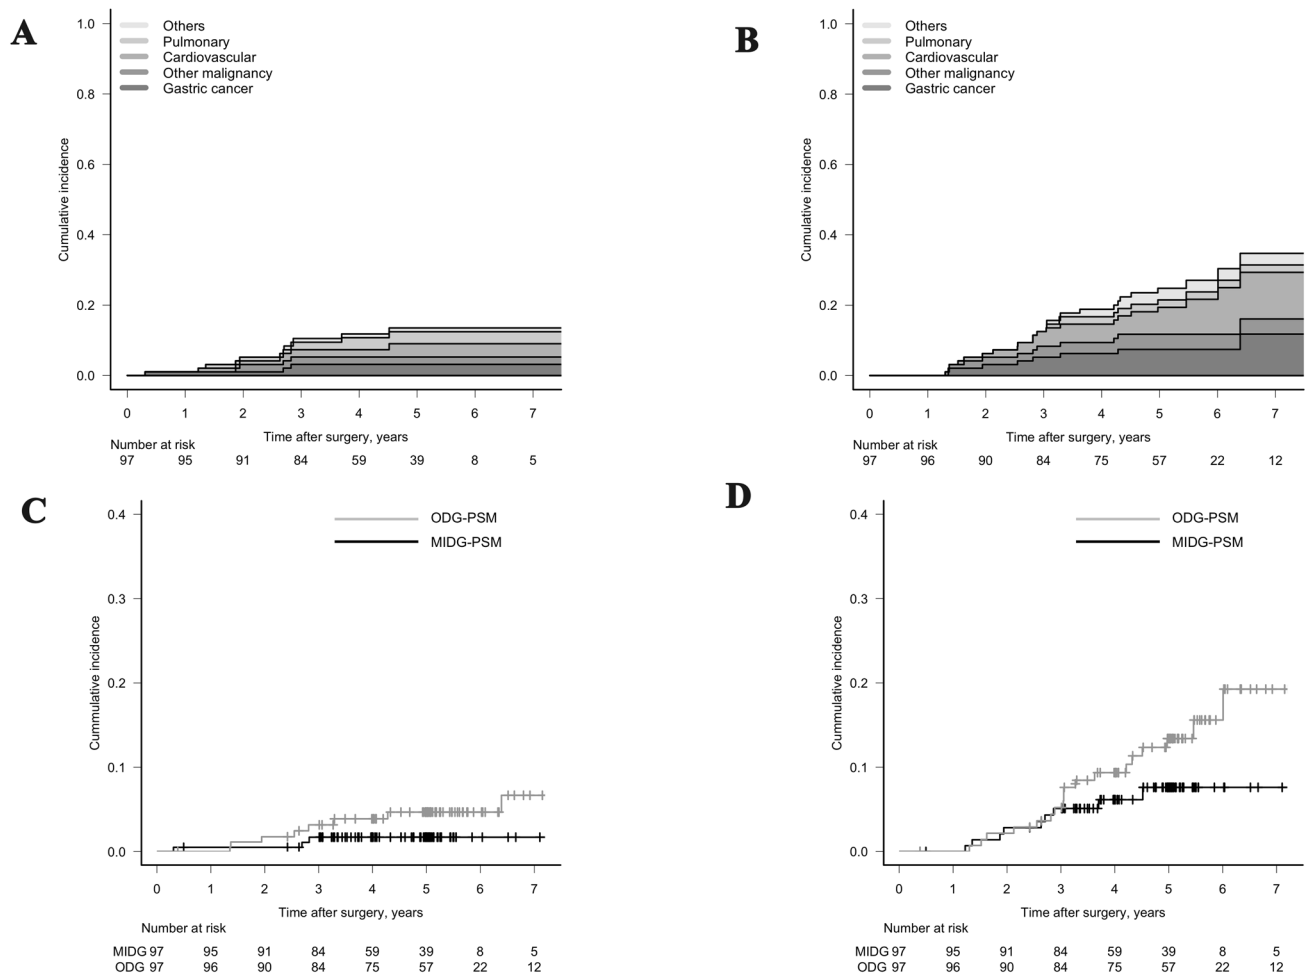 A
1.0
0.8
0.6
0.4
0.2
0.0
Cumulative incidence
Others
Pulmonary
Cardiovascular
Other malignancy
Gastric cancer
0 1 2 3 4 5 6 7
Time after surgery, years
Number at risk
97 95 91 84 59 39 8 5
B
1.0
0.8
0.6
0.4
0.2
0.0
Cumulative incidence
Others
Pulmonary
Cardiovascular
Other malignancy
Gastric cancer
0 1 2 3 4 5 6 7
Time after surgery, years
Number at risk
97 96 90 84 75 57 22 12
C
0.4
0.3
0.2
0.1
0.0
Cummulative incidence
ODG-PSM
MIDG-PSM
0 1 2 3 4 5 6 7
Time after surgery, years
Number at risk
MIDG 97 95 91 84 59 39 8 5
ODG 97 96 90 84 75 57 22 12
D
0.4
0.3
0.2
0.1
0.0
Cummulative incidence
ODG-PSM
MIDG-PSM
0 1 2 3 4 5 6 7
Time after surgery, years
Number at risk
MIDG 97 95 91 84 59 39 8 5
ODG 97 96 90 84 75 57 22 12